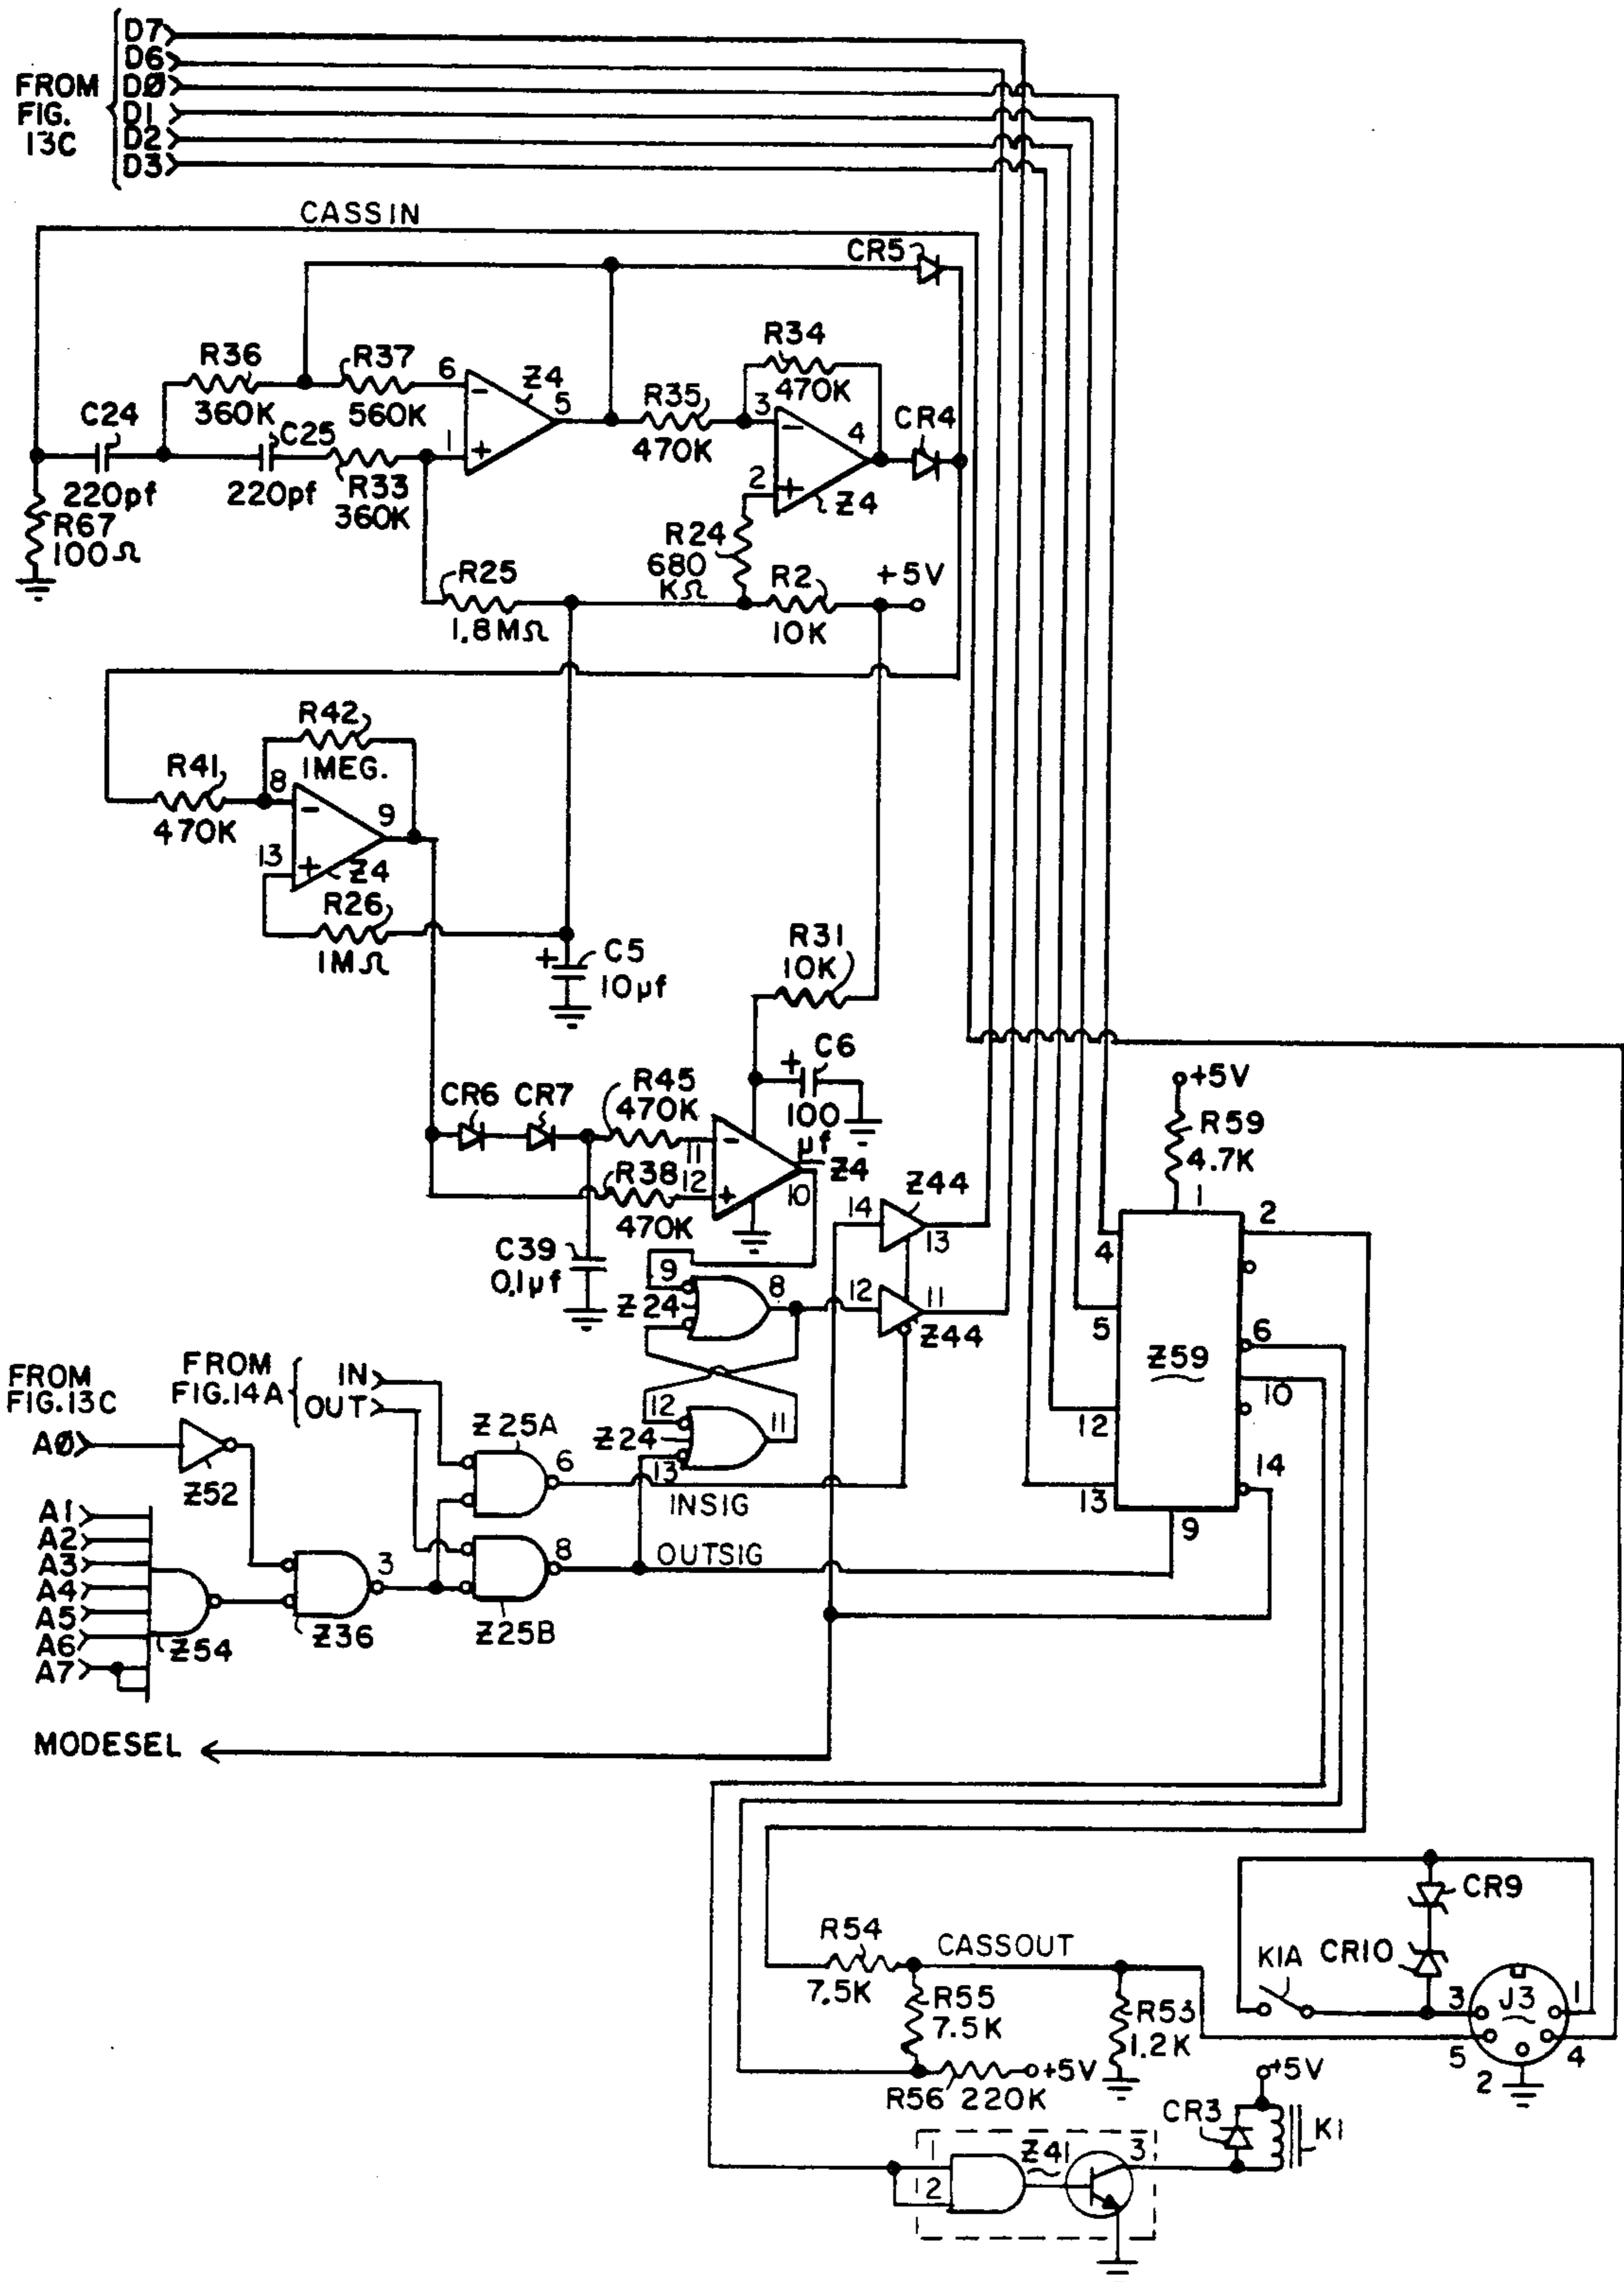 D7
D6
FROM DØ
FIG. D1
13C D2
D3
CASSIN
CR5
R34
470K
R36
360K
R37
560K
6
Z4
5
R35
470K
3
4
CR4
C24
220pf
C25
220pf
R33
360K
1
2
Z4
R67
100Ω
R24
680
KΩ
R25
1.8MΩ
R2
10K
+5V
R42
1MEG.
R41
470K
8
9
13
Z4
R26
1MΩ
C5
10µf
R31
10K
C6
100
µf
+5V
R59
4.7K
CR6
CR7
R45
470K
11
R38
470K
12
Z4
10
C39
0.1µf
14
Z44
13
12
11
Z44
9
8
Z24
12
11
Z24
13
1
2
4
5
6
Z59
10
12
14
13
9
FROM
FIG.13C
FROM
FIG.14A
IN
OUT
AØ
Z52
Z25A
6
INSIG
A1
A2
A3
A4
A5
A6
A7
Z54
3
Z36
8
OUTSIG
Z25B
MODESEL
CR9
CR10
K1A
R54
7.5K
CASSOUT
R55
7.5K
R53
1.2K
R56 220K
+5V
3
J3
1
5
4
2
+5V
CR3
K1
1
2
Z41
3